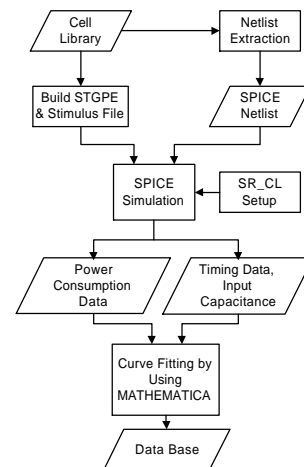 Cell
Library
Netlist
Extraction
Build STGPE
& Stimulus File
SPICE
Netlist
SPICE
Simulation
SR_CL
Setup
Power
Consumption
Data
Timing Data,
Input
Capacitance
Curve Fitting by
Using
MATHEMATICA
Data Base